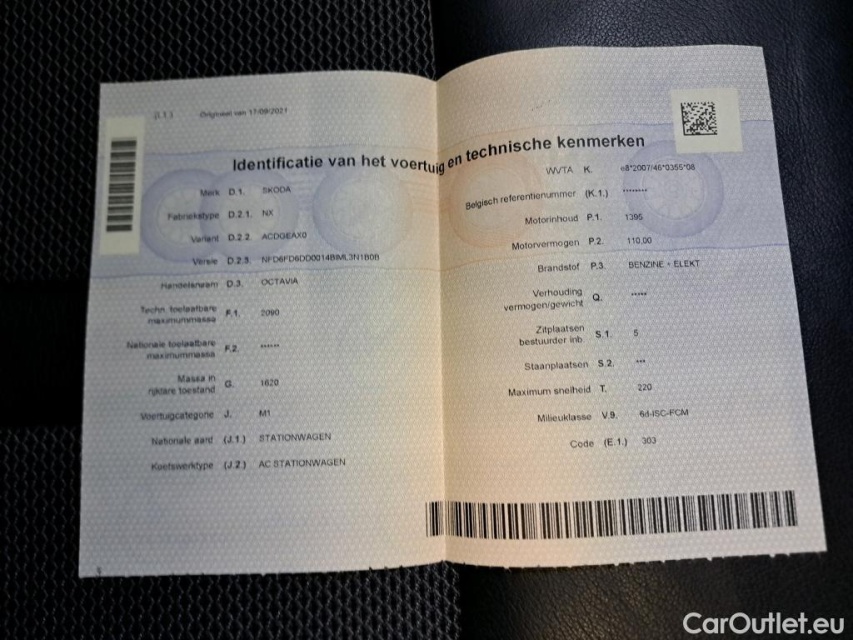 (I.1.) Origineel van 17/09/2021
Identificatie van het voertuig en technische kenmerken
Merk D.1. SKODA
Fabriekstype D.2.1. NX
Variant D.2.2. ACDGEAX0
Versie D.2.3.
Handelsnaam D.3. OCTAVIA
Techn. toelaatbare
maximummassa F.1. 2090
Nationale toelaatbare
maximummassa F.2. ******
Massa in
rijklare toestand G. 1620
Voertuigcategorie J. M1
Nationale aard (J.1.) STATIONWAGEN
Koetswerktype (J.2.) AC STATIONWAGEN
WVTA K. e8*2007/46*0355*08
Belgisch referentienummer (K.1.) ********
Motorinhoud P.1. 1395
Motorvermogen P.2. 110,00
Brandstof P.3. BENZINE + ELEKT
Verhouding
vermogen/gewicht Q. *****
Zitplaatsen
bestuurder inb. S.1. 5
Staanplaatsen S.2. ***
Maximum snelheid T. 220
Milieuklasse V.9. 6d-ISC-FCM
Code (E.1.) 303
CarOutlet.eu